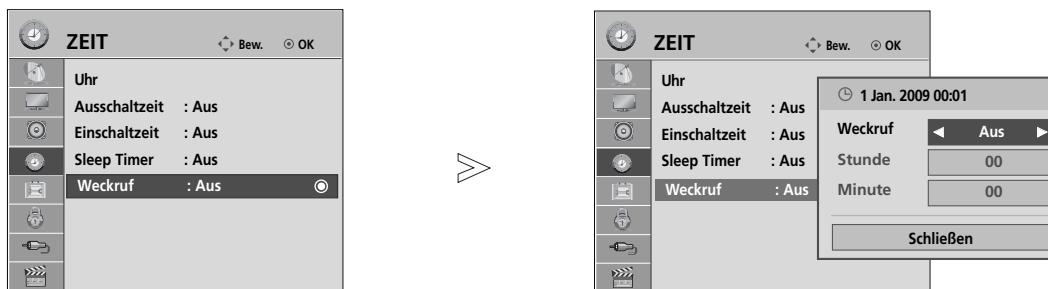 ZEIT
Bew.
OK
Uhr
Ausschaltzeit : Aus
Einschaltzeit : Aus
Sleep Timer : Aus
Weckruf : Aus
ZEIT
Bew.
OK
Uhr
Ausschaltzeit : Aus
Einschaltzeit : Aus
Sleep Timer : Aus
Weckruf : Aus
1 Jan. 2009 00:01
Weckruf ◀ Aus ▶
Stunde 00
Minute 00
Schließen